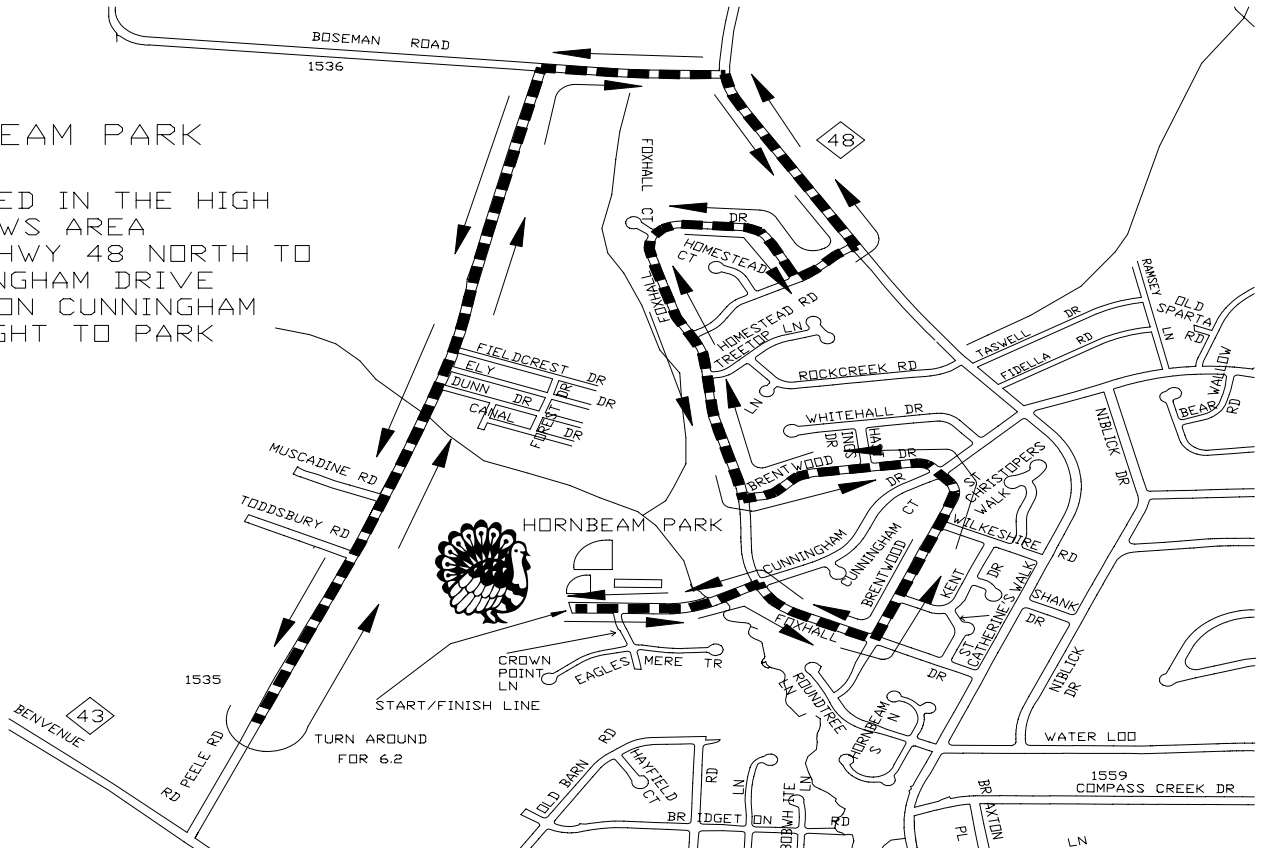 BOSEMAN ROAD
1536
EAM PARK
ED IN THE HIGH
WS AREA
HWY 48 NORTH TO
NGHAM DRIVE
ON CUNNINGHAM
GHT TO PARK
48
FOXHALL CT
DR
HOMESTEAD
CT
FOXHALL
HOMESTEAD RD
TREETOP LN
LN
ROCKCREEK RD
TASWELL DR
FIDELLA RD
RAMSEY
LN
OLD
SPARTA
RD
BEAR
WALLOW
RD
FIELDCREST DR
ELY DR
DUNN DR
CANAL DR
FOREST DR
WHITEHALL DR
INGS
DR
HAST
BRENTWOOD DR
NIBLICK DR
MUSCADINE RD
TODDSBURY RD
ST
CHRISTOPERS
WALK
WILKESHIRE RD
HORNBEAM PARK
CUNNINGHAM DR
CUNNINGHAM CT
BRENTWOOD
KENT DR
ST
CATHERINE'S WALK
SHANK
DR
NIBLICK
DR
FOXHALL DR
CROWN
POINT
LN
EAGLES MERE TR
START/FINISH LINE
1535
43
BENVENUE
RD
PEELE RD
TURN AROUND
FOR 6.2
ROUNDTREE
LN
HORNBEAM
N
S
WATER LOO
1559
COMPASS CREEK DR
OLD BARN RD
HAYFIELD
CT
RD
LN
BRIDGETON RD
BOBWHITE LN
BRAXTON
PL
LN